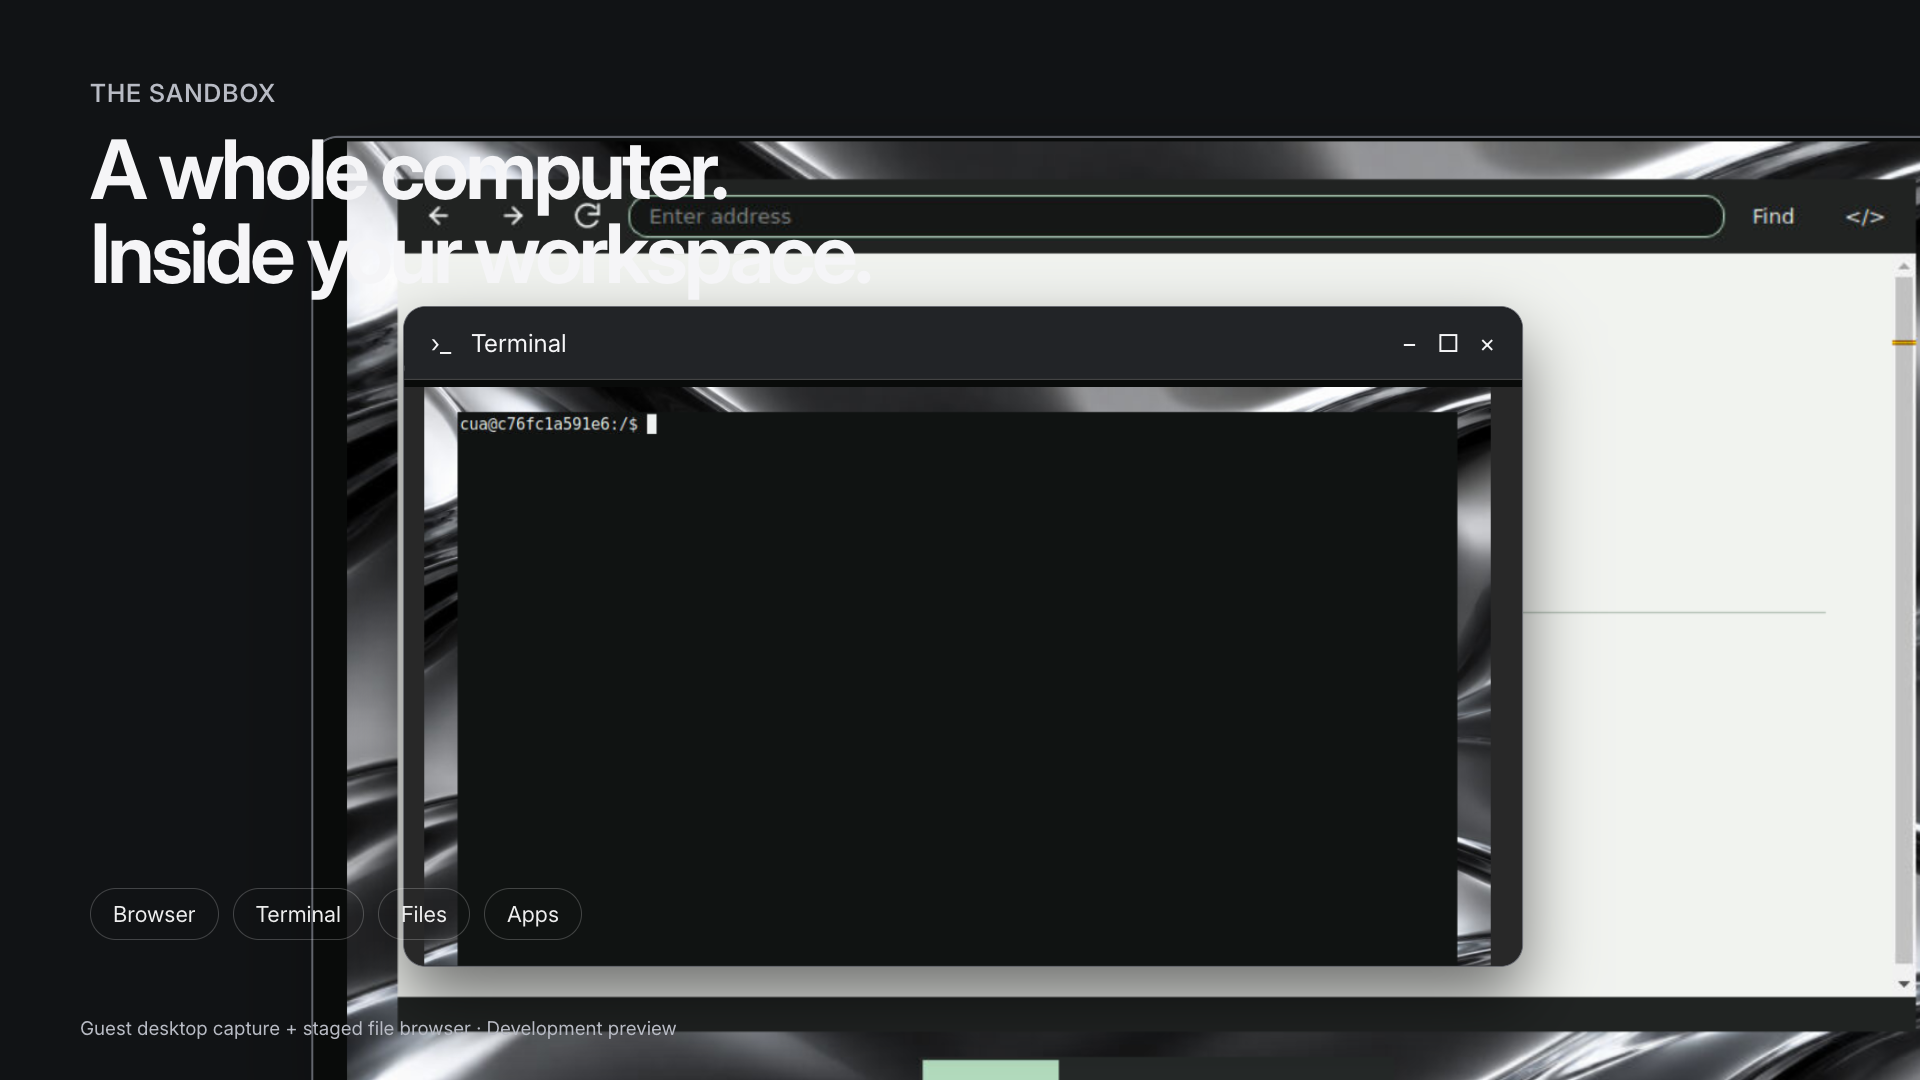 THE SANDBOX
A whole computer.
Inside your workspace.
Enter address
Find
</>
›_ Terminal
cua@c76fc1a591e6:/$
Browser
Terminal
Files
Apps
Guest desktop capture + staged file browser · Development preview